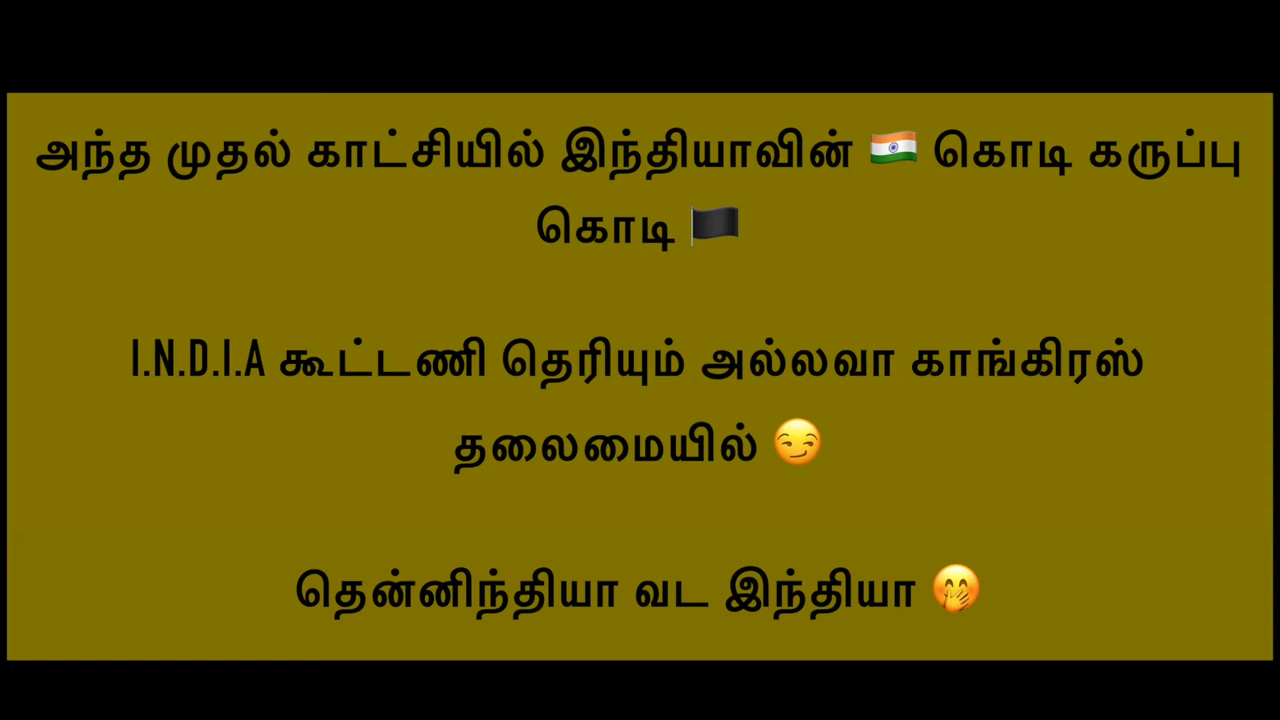 அந்த முதல் காட்சியில் இந்தியாவின் 🇮🇳 கொடி கருப்பு
கொடி 🏴
I.N.D.I.A கூட்டணி தெரியும் அல்லவா காங்கிரஸ்
தலைமையில் 😏
தென்னிந்தியா வட இந்தியா 🤭